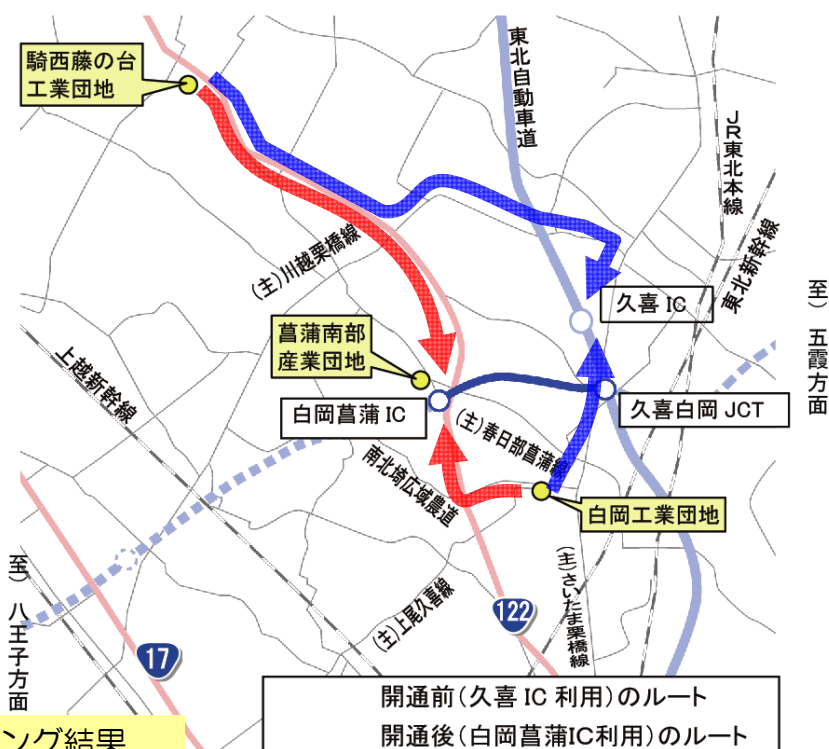 騎西藤の台
工業団地
東北自動車道
JR東北本線
東北新幹線
(主)川越栗橋線
久喜 IC
至) 五霞方面
菖蒲南部
産業団地
上越新幹線
白岡菖蒲 IC
久喜白岡 JCT
(主)春日部菖蒲線
南北埼広域農道
白岡工業団地
至) 八王子方面
(主)さいたま栗橋線
(主)上尾久喜線
122
17
開通前(久喜 IC 利用)のルート
開通後(白岡菖蒲IC利用)のルート
ング結果